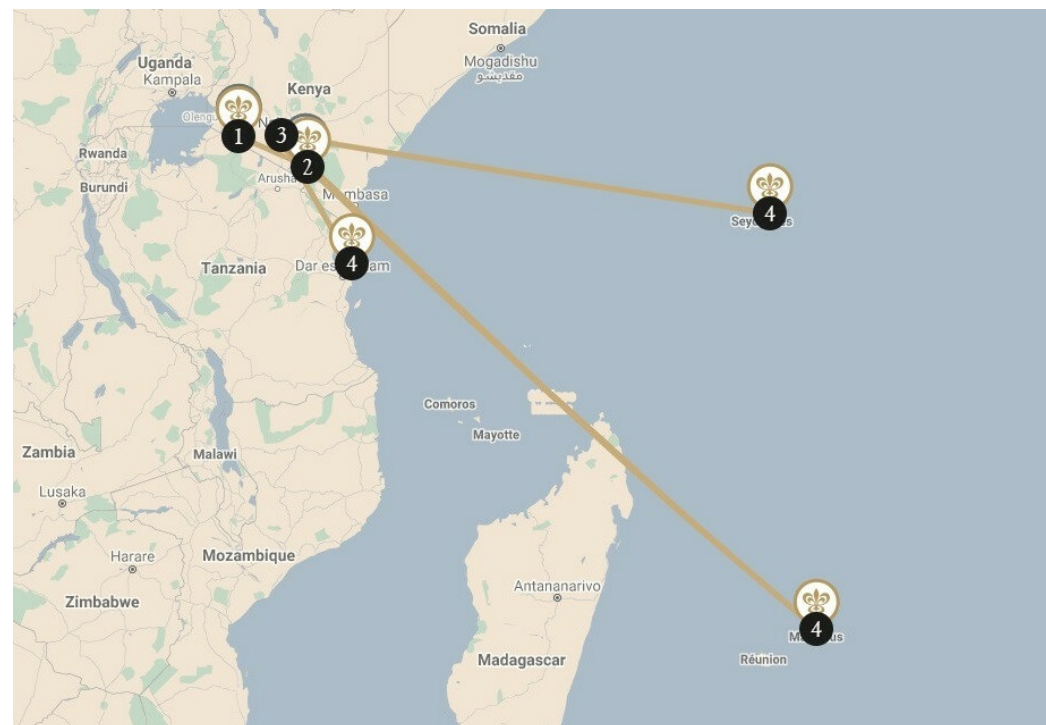 Somalia
Mogadishu
مقديشو
Uganda
Kampala
Kenya
1
3
2
Rwanda
Burundi
Arusha
4
4
Tanzania
Comoros
Mayotte
Zambia
Malawi
Lusaka
Harare
Mozambique
Zimbabwe
Antananarivo
4
Madagascar
Réunion